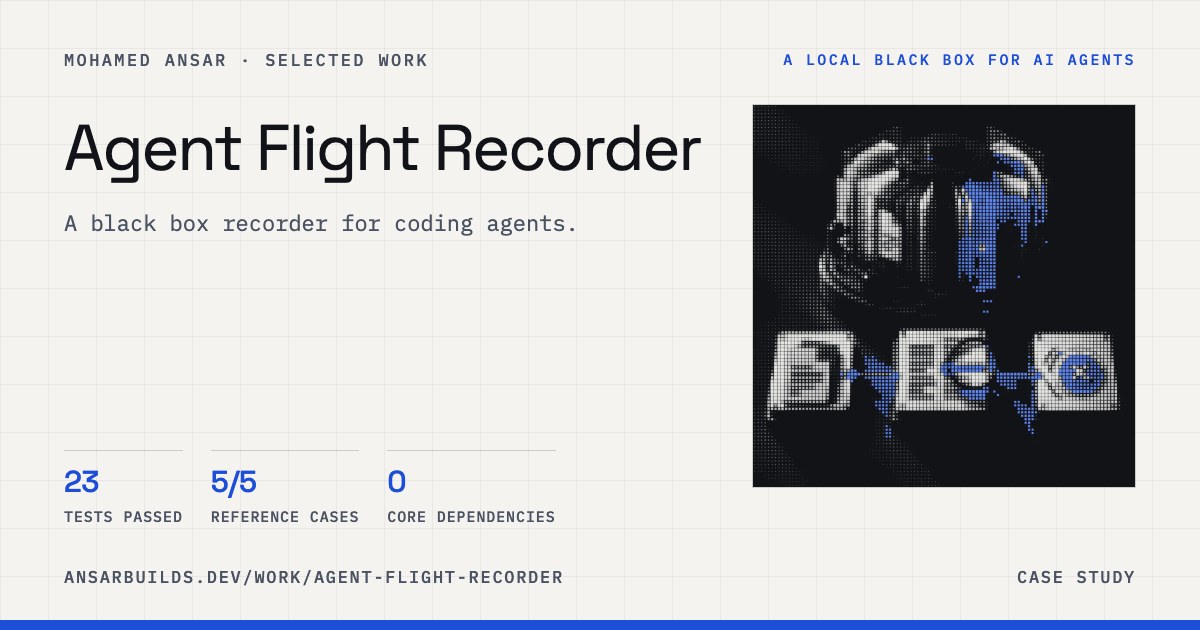 MOHAMED ANSAR · SELECTED WORK
A LOCAL BLACK BOX FOR AI AGENTS
Agent Flight Recorder
A black box recorder for coding agents.
23
TESTS PASSED
5/5
REFERENCE CASES
0
CORE DEPENDENCIES
ANSARBUILDS.DEV/WORK/AGENT-FLIGHT-RECORDER
CASE STUDY